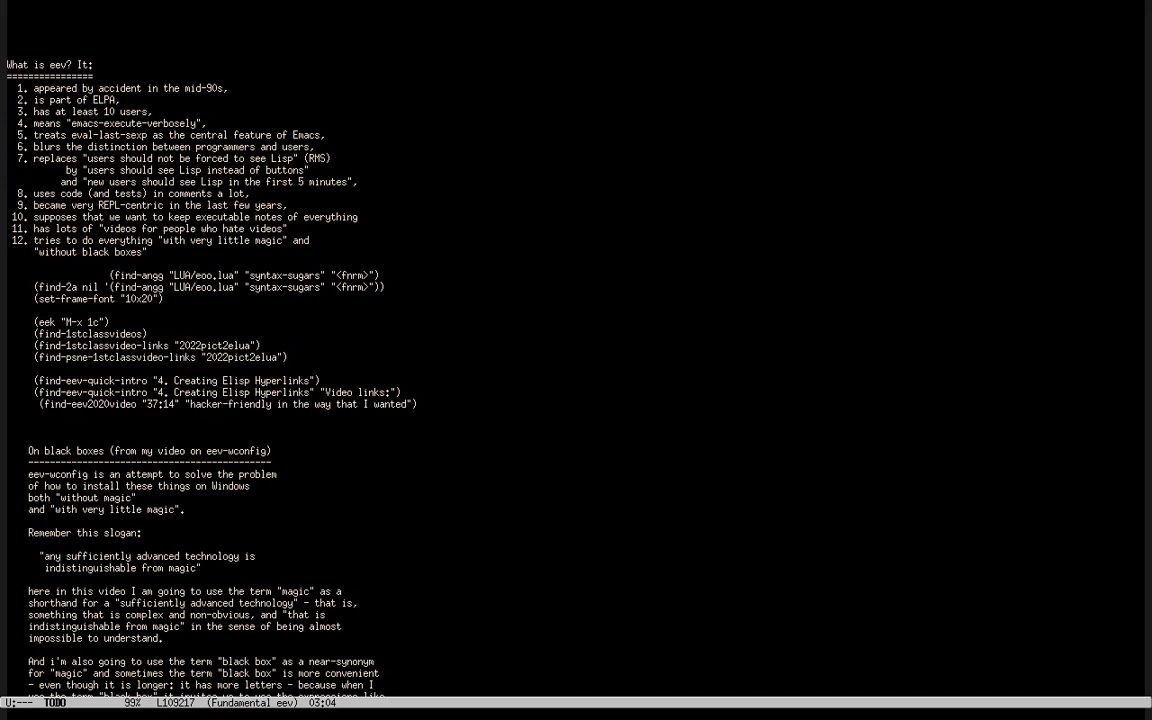 What is eev? It:
================
1. appeared by accident in the mid-90s,
2. is part of ELPA,
3. has at least 10 users,
4. means "emacs-execute-verbosely",
5. treats eval-last-sexp as the central feature of Emacs,
6. blurs the distinction between programmers and users,
7. replaces "users should not be forced to see Lisp" (RMS)
by "users should see Lisp instead of buttons"
and "new users should see Lisp in the first 5 minutes",
8. uses code (and tests) in comments a lot,
9. became very REPL-centric in the last few years,
10. supposes that we want to keep executable notes of everything
11. has lots of "videos for people who hate videos"
12. tries to do everything "with very little magic" and
"without black boxes"
(find-angg "LUA/eoo.lua" "syntax-sugars" "<fnrm>")
(find-2a nil '(find-angg "LUA/eoo.lua" "syntax-sugars" "<fnrm>"))
(set-frame-font "10x20")
(eek "M-x 1c")
(find-1stclassvideos)
(find-1stclassvideo-links "2022pict2elua")
(find-psne-1stclassvideo-links "2022pict2elua")
(find-eev-quick-intro "4. Creating Elisp Hyperlinks")
(find-eev-quick-intro "4. Creating Elisp Hyperlinks" "Video links:")
(find-eev2020video "37:14" "hacker-friendly in the way that I wanted")
On black boxes (from my video on eev-wconfig)
---------------------------------------------
eev-wconfig is an attempt to solve the problem
of how to install these things on Windows
both "without magic"
and "with very little magic".
Remember this slogan:
"any sufficiently advanced technology is
indistinguishable from magic"
here in this video I am going to use the term "magic" as a
shorthand for a "sufficiently advanced technology" - that is,
something that is complex and non-obvious, and "that is
indistinguishable from magic" in the sense of being almost
impossible to understand.
And i'm also going to use the term "black box" as a near-synonym
for "magic" and sometimes the term "black box" is more convenient
- even though it is longer: it has more letters - because when I
use the term "black box" it invites us to use the expressions like
U:--- TODO 99% L109217 (Fundamental eev) 03:04